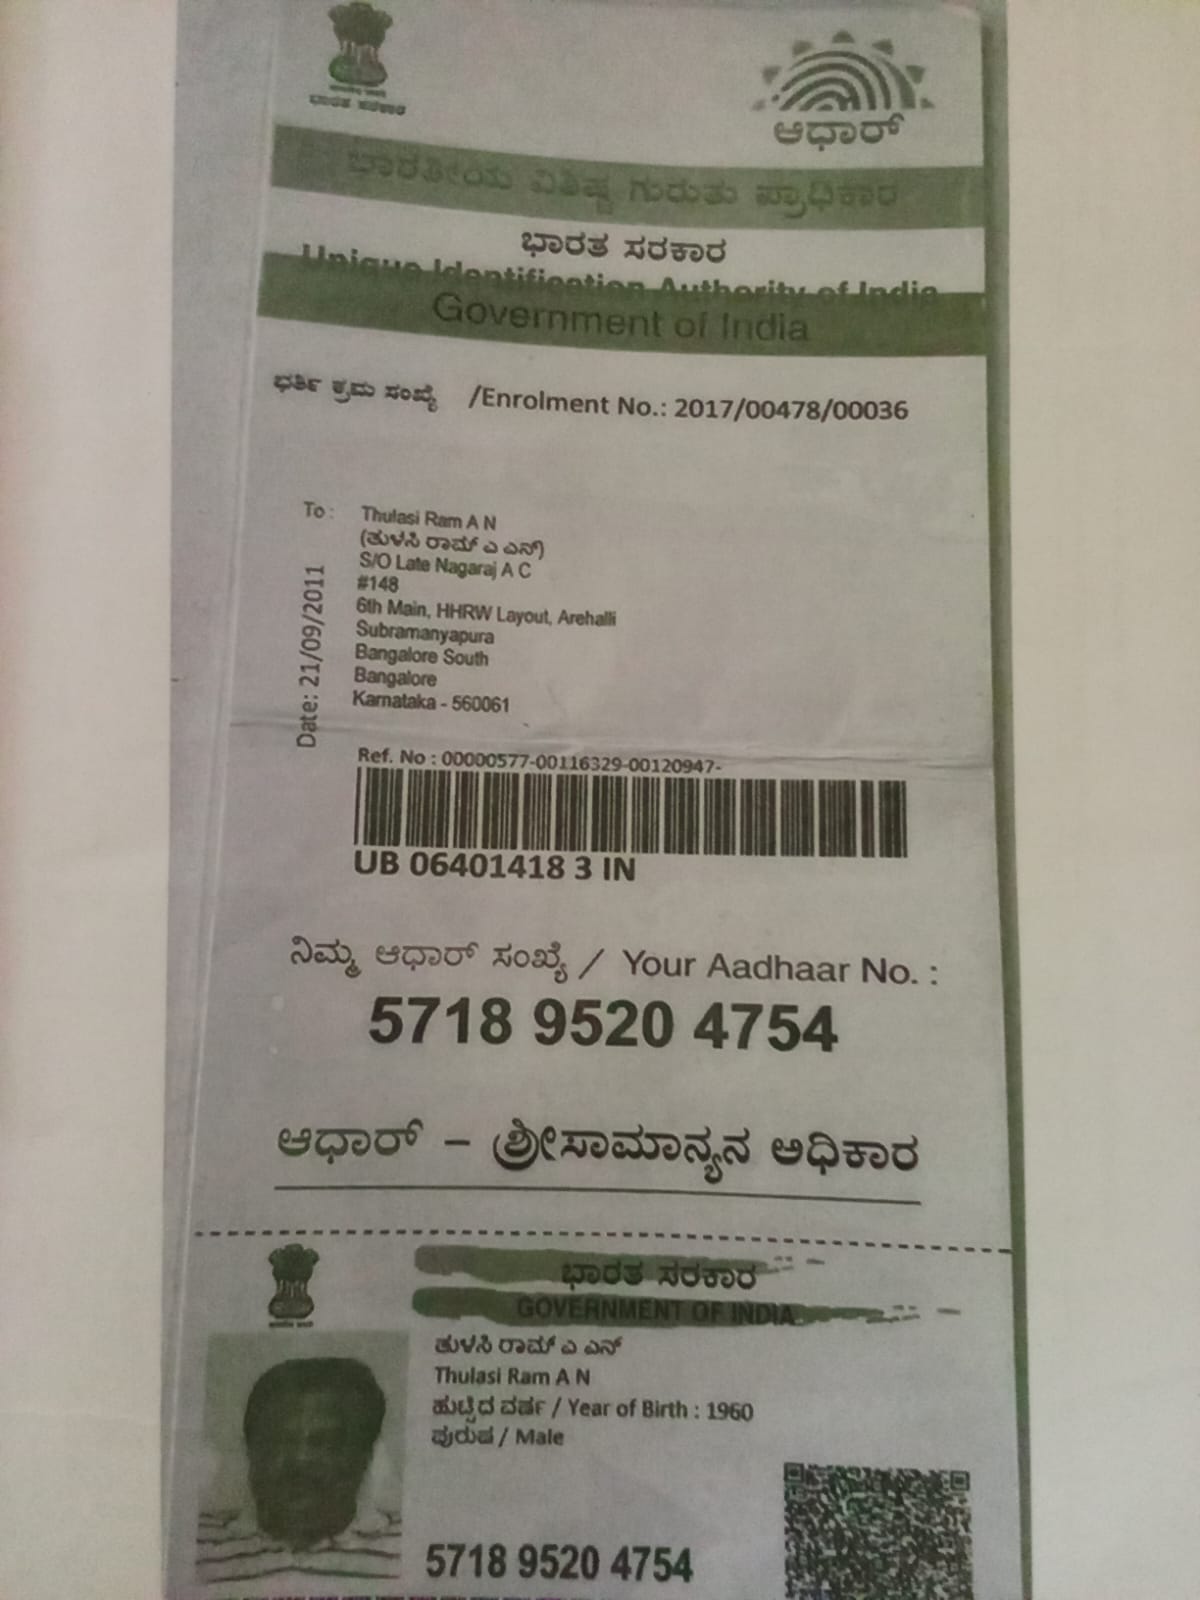 ಭಾರತ ಸರಕಾರ
ಆಧಾರ್
ಭಾರತೀಯ ವಿಶಿಷ್ಟ ಗುರುತು ಪ್ರಾಧಿಕಾರ
ಭಾರತ ಸರಕಾರ
Unique Identification Authority of India
Government of India
ಭರ್ತಿ ಕ್ರಮ ಸಂಖ್ಯೆ /Enrolment No.: 2017/00478/00036
To : Thulasi Ram A N
(ತುಳಸಿ ರಾಮ್ ಎ ಎನ್)
S/O Late Nagaraj A C
#148
6th Main, HHRW Layout, Arehalli
Subramanyapura
Bangalore South
Bangalore
Karnataka - 560061
Date: 21/09/2011
Ref. No : 00000577-00116329-00120947-
UB 06401418 3 IN
ನಿಮ್ಮ ಆಧಾರ್ ಸಂಖ್ಯೆ / Your Aadhaar No. :
5718 9520 4754
ಆಧಾರ್ – ಶ್ರೀಸಾಮಾನ್ಯನ ಅಧಿಕಾರ
ಭಾರತ ಸರಕಾರ
GOVERNMENT OF INDIA
ತುಳಸಿ ರಾಮ್ ಎ ಎನ್
Thulasi Ram A N
ಹುಟ್ಟಿದ ವರ್ಷ / Year of Birth : 1960
ಪುರುಷ / Male
5718 9520 4754